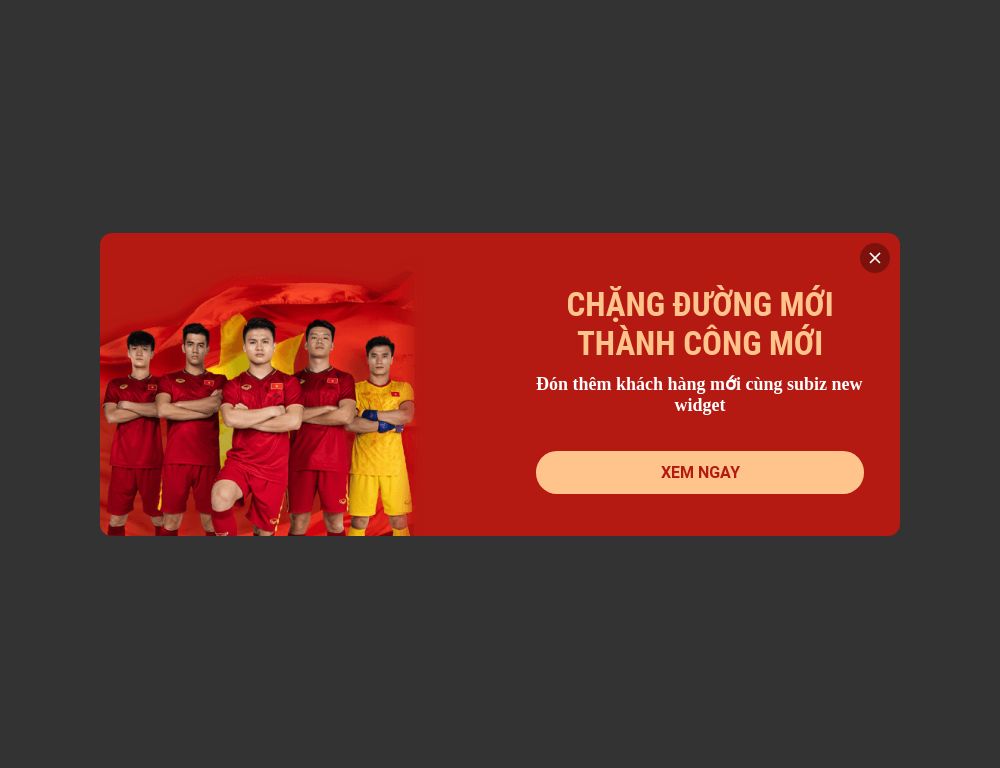 CHẶNG ĐƯỜNG MỚI
THÀNH CÔNG MỚI
Đón thêm khách hàng mới cùng subiz new
widget
XEM NGAY